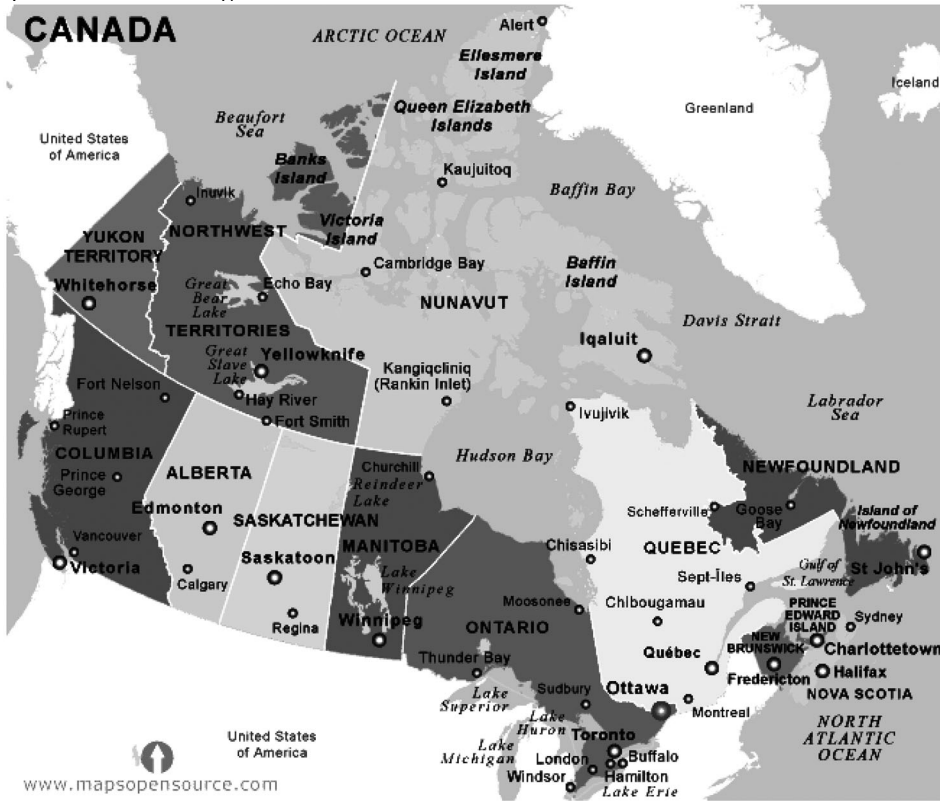 CANADA
ARCTIC OCEAN
Alert
Ellesmere
Island
Iceland
Queen Elizabeth
Islands
Greenland
Beaufort
Sea
United States
of America
Banks
Island
Kaujuitoq
Baffin Bay
Inuvik
Victoria
Island
YUKON
TERRITORY
NORTHWEST
Cambridge Bay
Baffin
Island
Whitehorse
Great
Bear
Lake
Echo Bay
NUNAVUT
Davis Strait
TERRITORIES
Iqaluit
Great
Slave
Lake
Yellowknife
Kangiqcliniq
(Rankin Inlet)
Fort Nelson
Hay River
Fort Smith
Ivujivik
Labrador
Sea
Prince
Rupert
COLUMBIA
Prince
George
ALBERTA
Churchill
Reindeer
Lake
Hudson Bay
NEWFOUNDLAND
Edmonton
SASKATCHEWAN
Schefferville
Goose
Bay
Island of
Newfoundland
Vancouver
Victoria
Calgary
Saskatoon
MANITOBA
Lake
Winnipeg
Chisasibi
QUEBEC
Sept-Îles
Gulf of
St. Lawrence
St John's
Regina
Winnipeg
Moosonee
ONTARIO
Chibougamau
PRINCE
EDWARD
ISLAND
Sydney
Thunder Bay
Québec
NEW
BRUNSWICK
Charlottetown
Fredericton
Halifax
NOVA SCOTIA
Lake
Superior
Sudbury
Ottawa
Montreal
Lake
Huron
NORTH
ATLANTIC
OCEAN
United States
of America
Lake
Michigan
Toronto
London
Buffalo
Windsor
Hamilton
Lake Erie
www.mapsopensource.com